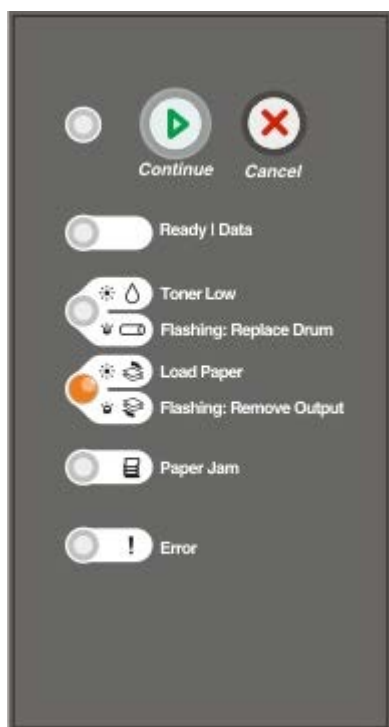 Continue Cancel
Ready | Data
Toner Low
Flashing: Replace Drum
Load Paper
Flashing: Remove Output
Paper Jam
! Error